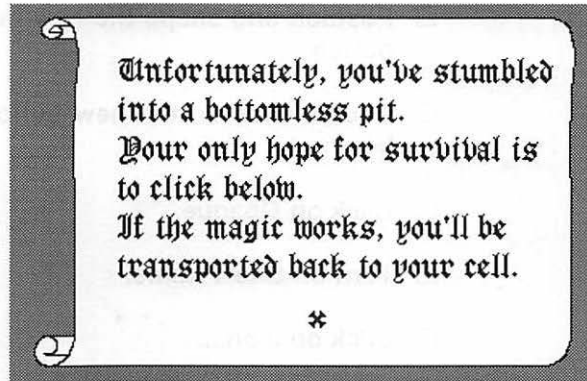 Unfortunately, you've stumbled
into a bottomless pit.
Your only hope for survival is
to click below.
If the magic works, you'll be
transported back to your cell.